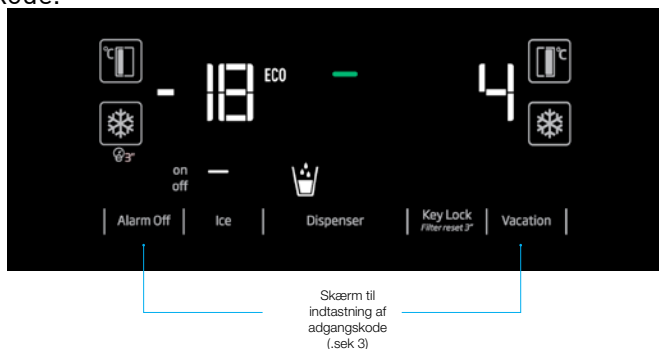 kode.
°C °C
- 18 ECO 4
3"
on
off
Alarm Off Ice Dispenser Key Lock Vacation
Filter reset 3"
Skærm til
indtastning af
adgangskode
(.sek 3)